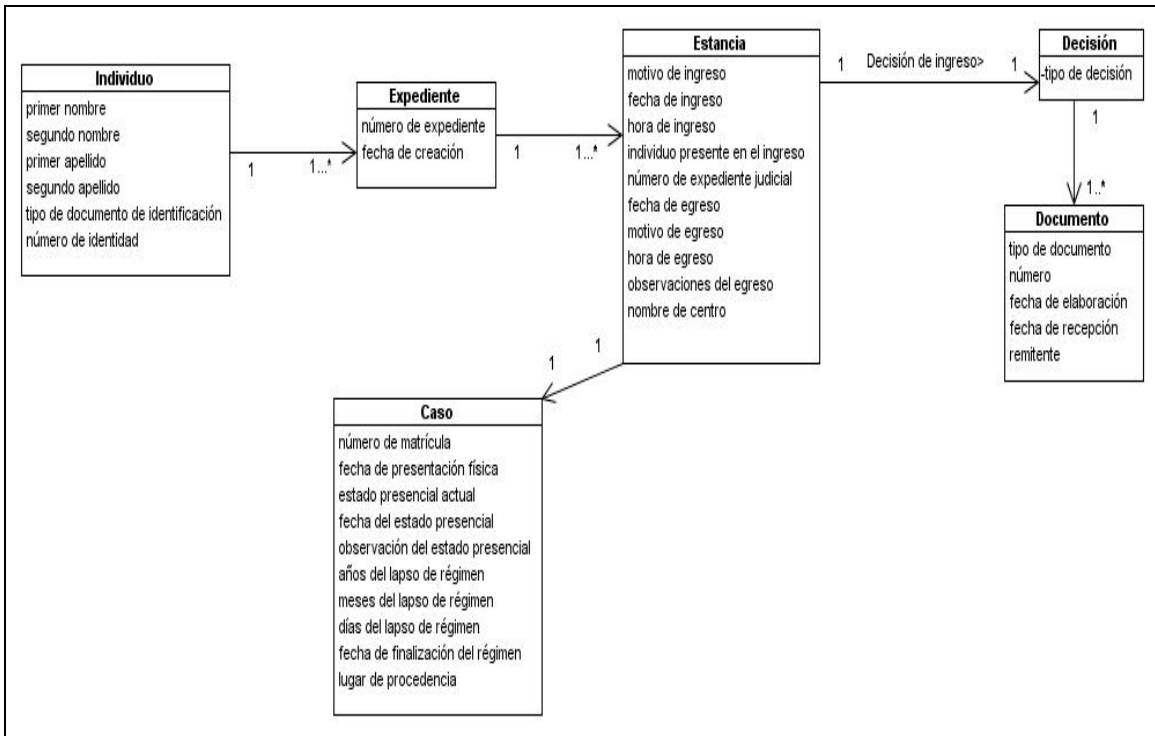 Individuo
primer nombre
segundo nombre
primer apellido
segundo apellido
tipo de documento de identificación
número de identidad
1
1...*
Expediente
número de expediente
fecha de creación
1
1...*
Estancia
motivo de ingreso
fecha de ingreso
hora de ingreso
individuo presente en el ingreso
número de expediente judicial
fecha de egreso
motivo de egreso
hora de egreso
observaciones del egreso
nombre de centro
1 Decisión de ingreso> 1
Decisión
-tipo de decisión
1
1..*
Documento
tipo de documento
número
fecha de elaboración
fecha de recepción
remitente
1
1
Caso
número de matrícula
fecha de presentación física
estado presencial actual
fecha del estado presencial
observación del estado presencial
años del lapso de régimen
meses del lapso de régimen
días del lapso de régimen
fecha de finalización del régimen
lugar de procedencia